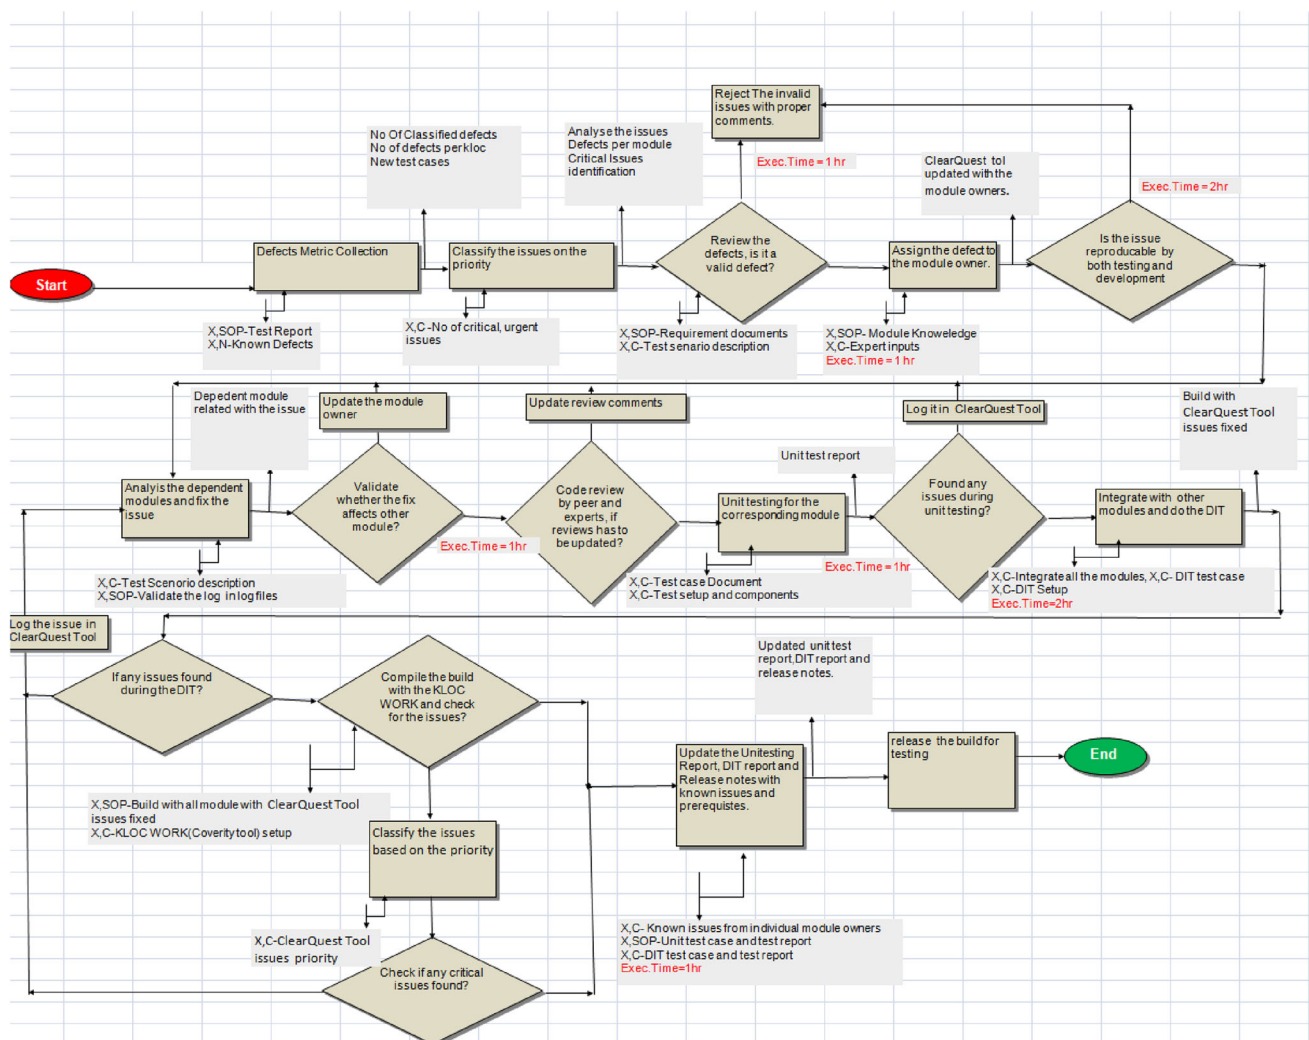 Reject The invalid
issues with proper
comments.
No Of Classified defects
No of defects per kloc
New test cases
Analyse the issues
Defects per module
Critical Issues
identification
Exec.Time = 1 hr
ClearQuest tol
updated with the
module owners.
Exec.Time = 2hr
Start
Defects Metric Collection
Classify the issues on the
priority
Review the
defects, is it a
valid defect?
Assign the defect to
the module owner.
Is the issue
reproducable by
both testing and
development
X,SOP-Test Report
X,N-Known Defects
X,C -No of critical, urgent
issues
X,SOP-Requirement documents
X,C-Test senario description
X,SOP- Module Knoweledge
X,C-Expert inputs
Exec.Time = 1 hr
Depedent module
related with the issue
Update the module
owner
Update review comments
Log it in ClearQuest Tool
Build with
ClearQuest Tool
issues fixed
Unit test report
Analyis the dependent
modules and fix the
issue
Validate
whether the fix
affects other
module?
Code review
by peer and
experts, if
reviews has to
be updated?
Unit testing for the
corresponding module
Found any
issues during
unit testing?
Integrate with other
modules and do the DIT
Exec.Time = 1hr
Exec.Time = 1hr
X,C-Test Scenorio description
X,SOP-Validate the log in log files
X,C-Test case Document
X,C-Test setup and components
X,C-Integrate all the modules, X,C- DIT test case
X,C-DIT Setup
Exec.Time=2hr
Log the issue in
ClearQuest Tool
If any issues found
during the DIT?
Compile the build
with the KLOC
WORK and check
for the issues?
Updated unit test
report,DIT report and
release notes.
Update the Unitesting
Report, DIT report and
Release notes with
known issues and
prerequistes.
release the build for
testing
End
X,SOP-Build with all module with ClearQuest Tool
issues fixed
X,C-KLOC WORK(Coverity tool) setup
Classify the issues
based on the priority
X,C-ClearQuest Tool
issues priority
Check if any critical
issues found?
X,C- Known issues from individual module owners
X,SOP-Unit test case and test report
X,C-DIT test case and test report
Exec.Time=1hr